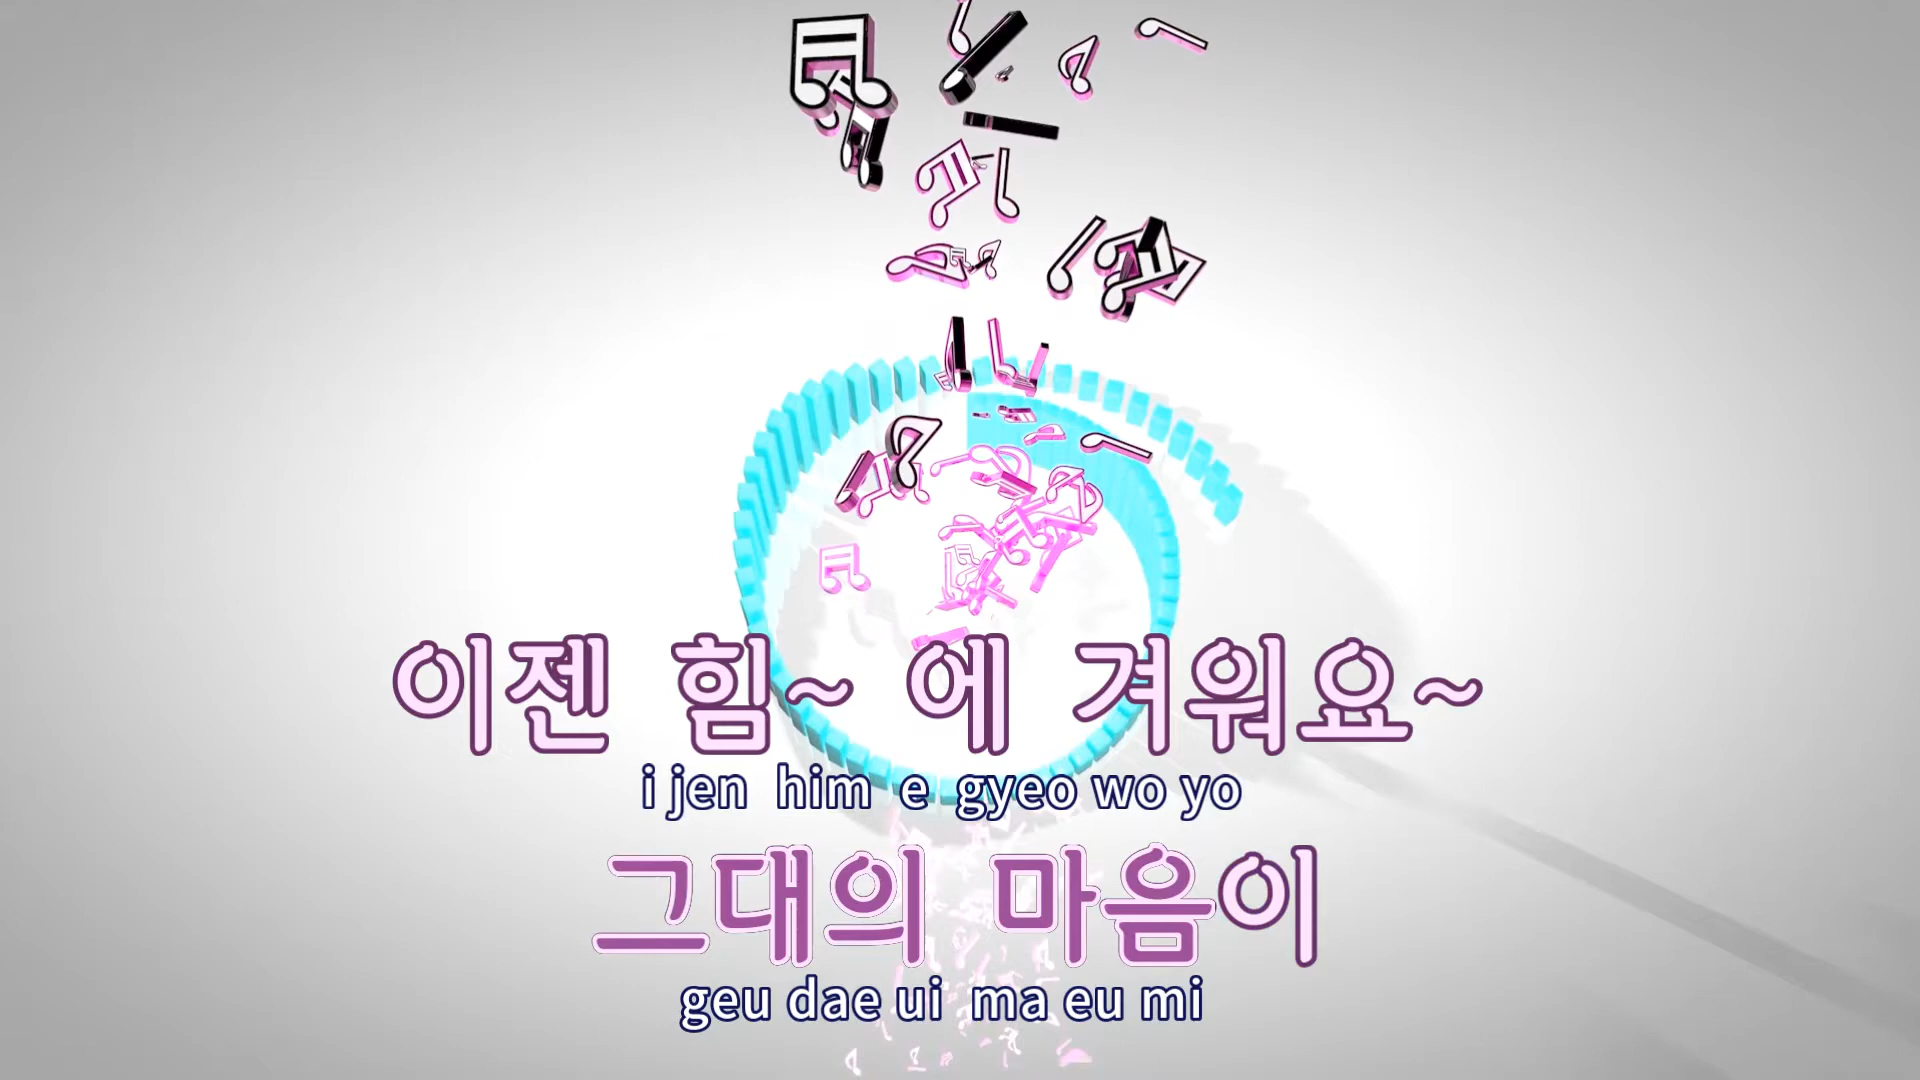 이젠 힘~ 에 겨워요~
i jen him e gyeo wo yo
그대의 마음이
geu dae ui ma eu mi